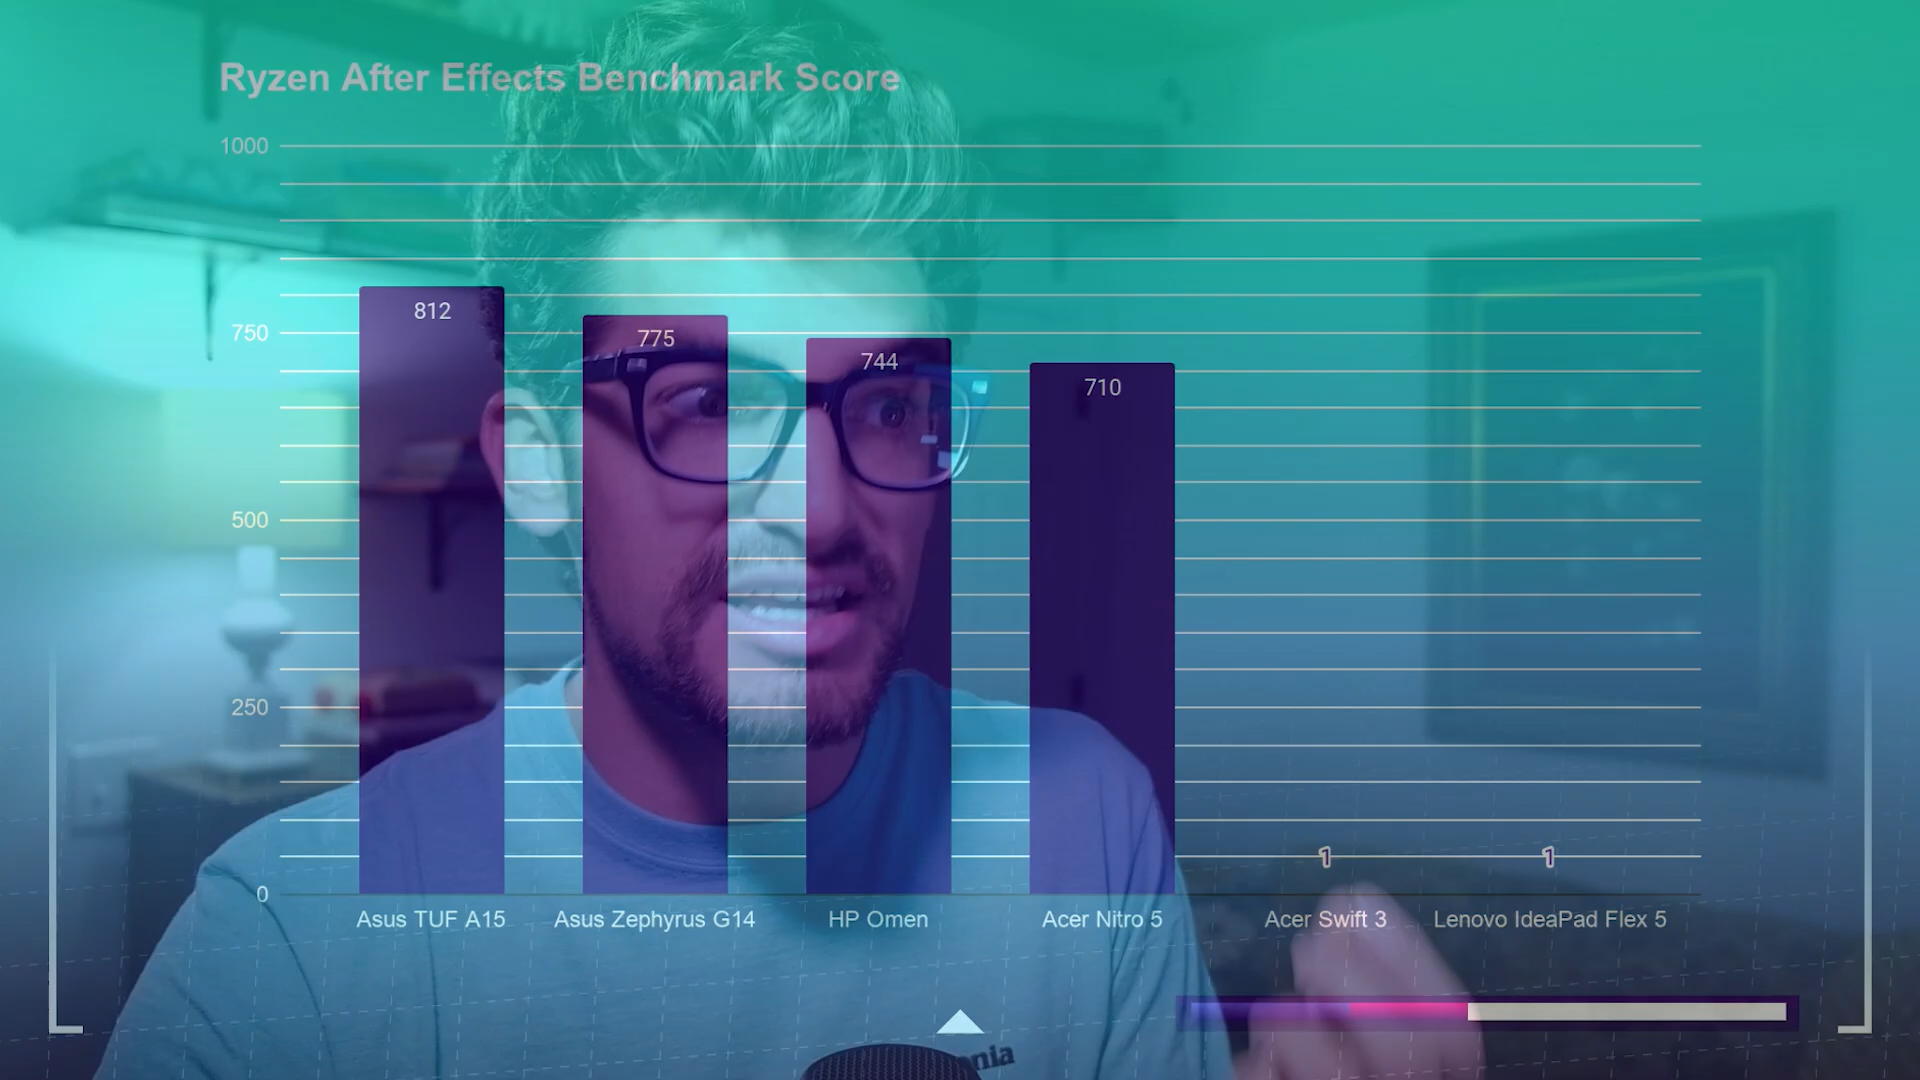 Ryzen After Effects Benchmark Score
1000
750
500
250
0
812
775
744
710
1
1
Asus TUF A15
Asus Zephyrus G14
HP Omen
Acer Nitro 5
Acer Swift 3
Lenovo IdeaPad Flex 5